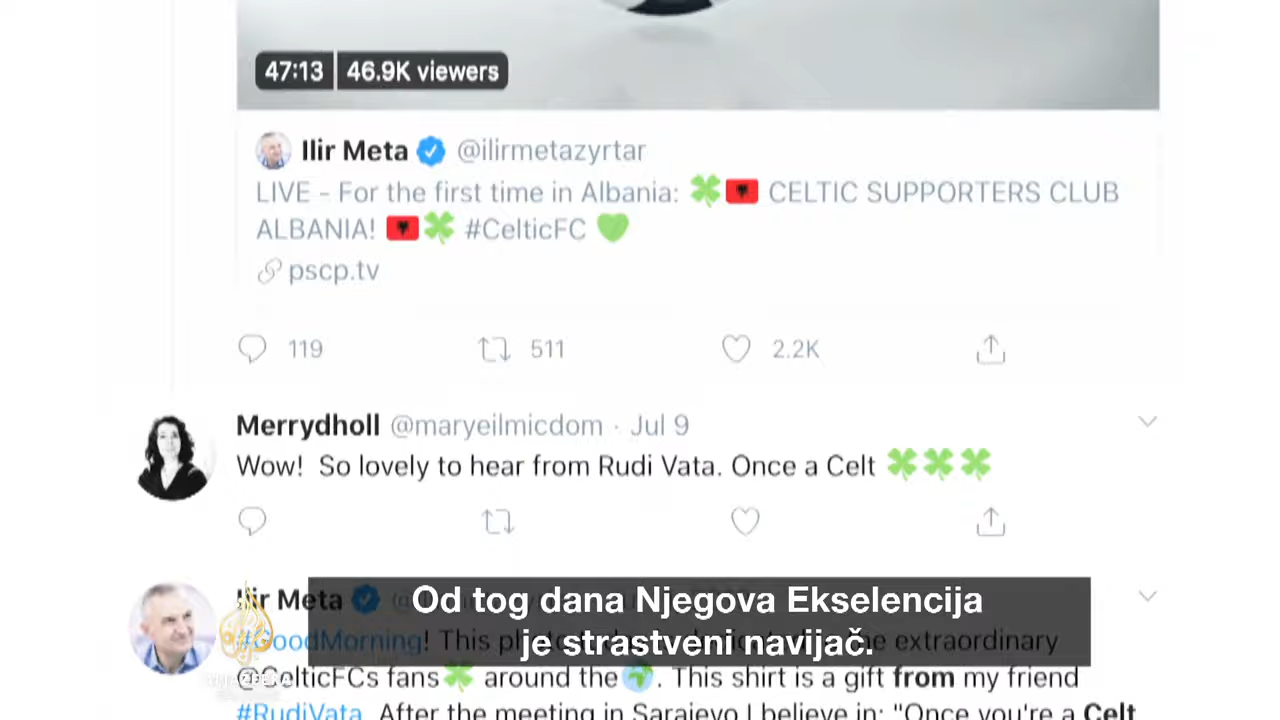 47:13 46.9K viewers
Ilir Meta @ilirmetazyrtar
LIVE - For the first time in Albania: 🍀🇦🇱 CELTIC SUPPORTERS CLUB
ALBANIA! 🇦🇱🍀 #CelticFC 💚
pscp.tv
119 511 2.2K
Merrydholl @maryeilmicdom · Jul 9
Wow! So lovely to hear from Rudi Vata. Once a Celt 🍀🍀🍀
Ilir Meta
Od tog dana Njegova Ekselencija
je strastveni navijač.
#GoodMorning! This extraordinary
@CelticFCs fans🍀 around the 🌍. This shirt is a gift from my friend
#RudiVata. After the meeting in Sarajevo I believe in: "Once you're a Celt
ALJAZEERA